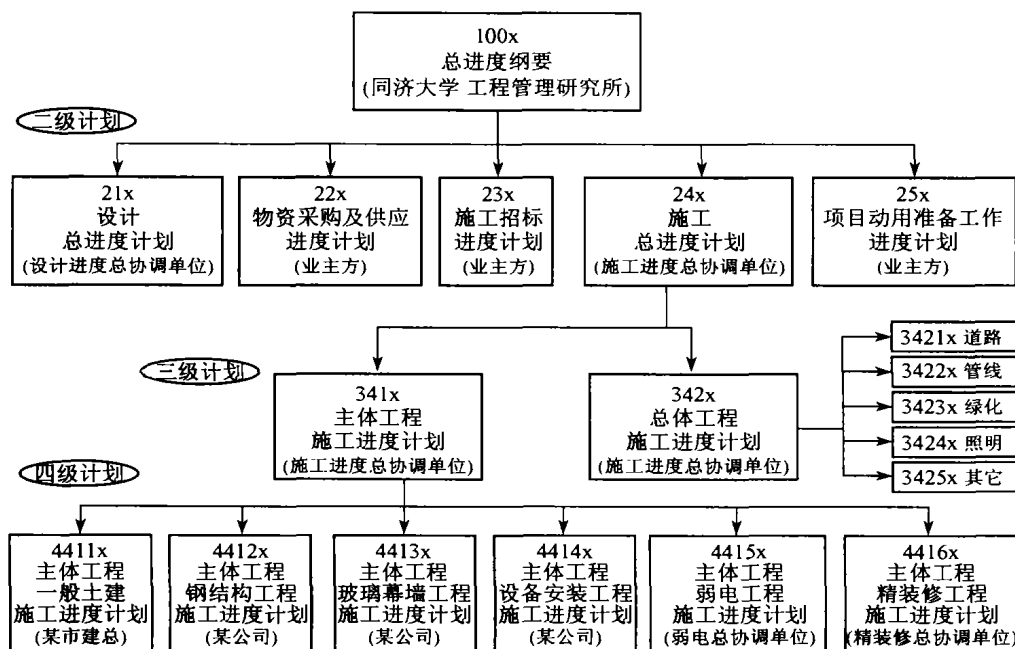 100x
总进度纲要
(同济大学 工程管理研究所)
二级计划
21x
设计
总进度计划
(设计进度总协调单位)
22x
物资采购及供应
进度计划
(业主方)
23x
施工招标
进度计划
(业主方)
24x
施工
总进度计划
(施工进度总协调单位)
25x
项目动用准备工作
进度计划
(业主方)
三级计划
341x
主体工程
施工进度计划
(施工进度总协调单位)
342x
总体工程
施工进度计划
(施工进度总协调单位)
3421x 道路
3422x 管线
3423x 绿化
3424x 照明
3425x 其它
四级计划
4411x
主体工程
一般土建
施工进度计划
(某市建总)
4412x
主体工程
钢结构工程
施工进度计划
(某公司)
4413x
主体工程
玻璃幕墙工程
施工进度计划
(某公司)
4414x
主体工程
设备安装工程
施工进度计划
(某公司)
4415x
主体工程
弱电工程
施工进度计划
(弱电总协调单位)
4416x
主体工程
精装修工程
施工进度计划
(精装修总协调单位)